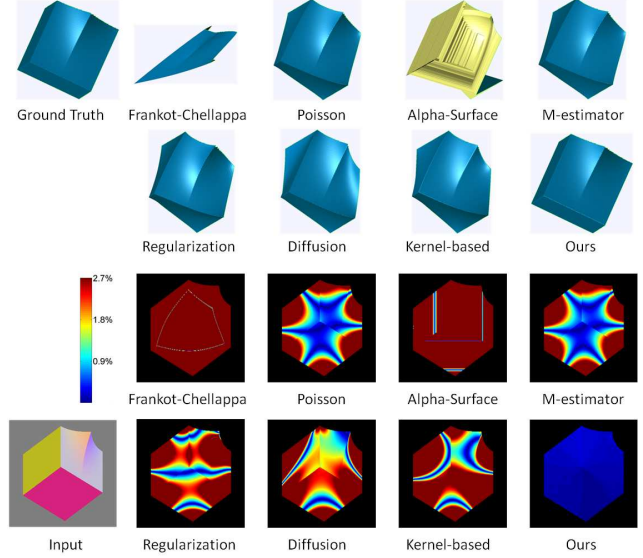 Ground Truth Frankot-Chellappa Poisson Alpha-Surface M-estimator
Regularization Diffusion Kernel-based Ours
2.7%
1.8%
0.9%
Frankot-Chellappa Poisson Alpha-Surface M-estimator
Input Regularization Diffusion Kernel-based Ours